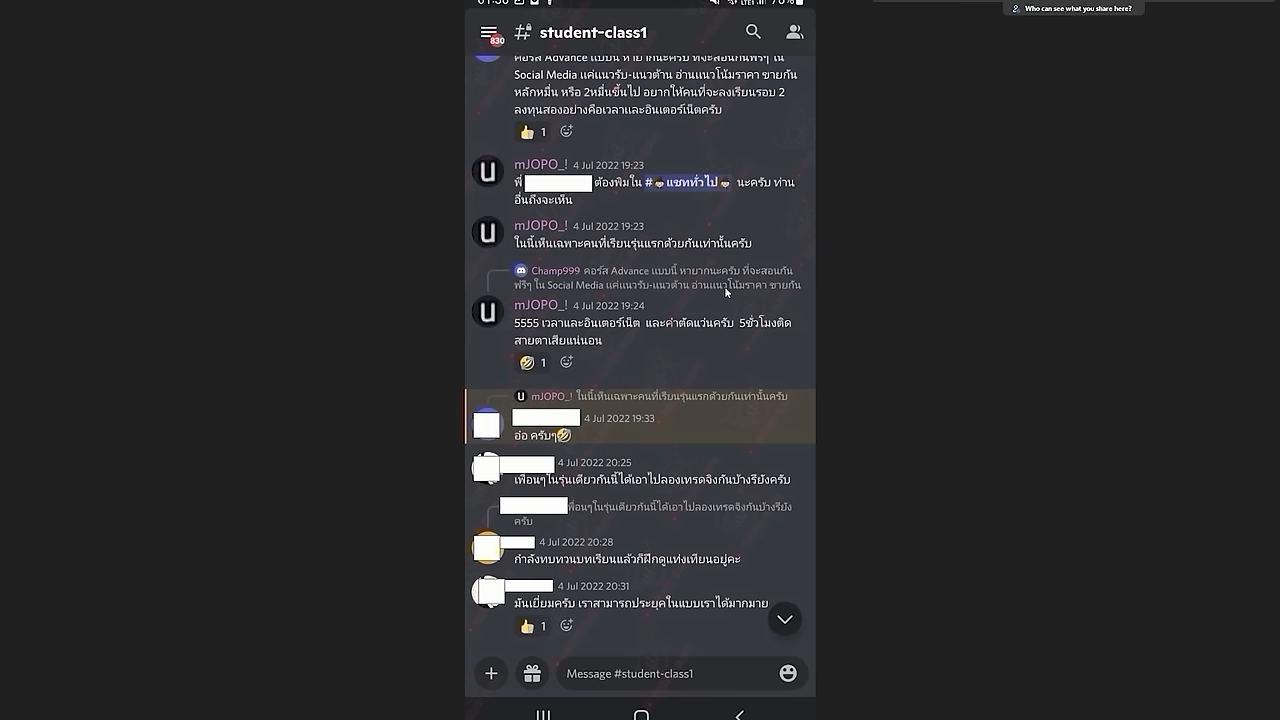 Who can see what you share here?
830
# student-class1
คอร์ส Advance แบบนี้ หายากนะครับ ที่จะสอนกันฟรีๆ ใน
Social Media แค่แนวรับ-แนวต้าน อ่านแนวโน้มราคา ขายกัน
หลักหมื่น หรือ 2หมื่นขึ้นไป อยากให้คนที่จะลงเรียนรอบ 2
ลงทุนสองอย่างคือเวลาและอินเตอร์เน็ตครับ
👍 1
mJOPO_! 4 Jul 2022 19:23
พี่ ต้องพิมใน #แชททั่วไป นะครับ ท่าน
อื่นถึงจะเห็น
mJOPO_! 4 Jul 2022 19:23
ในนี้เห็นเฉพาะคนที่เรียนรุ่นแรกด้วยกันเท่านั้นครับ
Champ999 คอร์ส Advance แบบนี้ หายากนะครับ ที่จะสอนกัน
ฟรีๆ ใน Social Media แค่แนวรับ-แนวต้าน อ่านแนวโน้มราคา ขายกัน
mJOPO_! 4 Jul 2022 19:24
5555 เวลาและอินเตอร์เน็ต และค่าตัดแว่นครับ 5ชั่วโมงติด
สายตาเสียแน่นอน
🤣 1
mJOPO_! ในนี้เห็นเฉพาะคนที่เรียนรุ่นแรกด้วยกันเท่านั้นครับ
4 Jul 2022 19:33
อ๋อ ครับๆ🤣
4 Jul 2022 20:25
เพื่อนๆในรุ่นเดียวกันนี้ได้เอาไปลองเทรดจิงกันบ้างรึยังครับ
พื่อนๆในรุ่นเดียวกันนี้ได้เอาไปลองเทรดจิงกันบ้างรึยัง
ครับ
4 Jul 2022 20:28
กำลังทบทวนบทเรียนแล้วก็ฝึกดูแท่งเทียนอยู่คะ
4 Jul 2022 20:31
มันเยี่ยมครับ เราสามารถประยุคในแบบเราได้มากมาย
👍 1
Message #student-class1